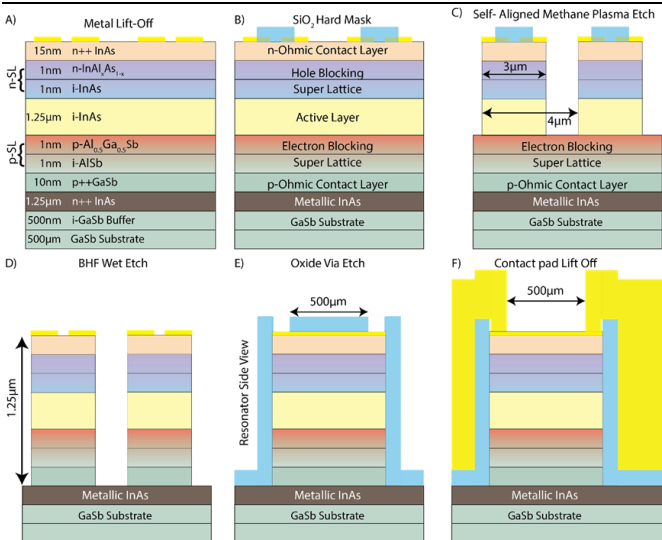 A) Metal Lift-Off
15nm n++ InAs
n-SL
1nm n-InAlxAs1-x
1nm i-InAs
1.25μm i-InAs
p-SL
1nm p-Al0.5Ga0.5Sb
1nm i-AlSb
10nm p++GaSb
1.25μm n++ InAs
500nm i-GaSb Buffer
500μm GaSb Substrate
B) SiO2 Hard Mask
n-Ohmic Contact Layer
Hole Blocking
Super Lattice
Active Layer
Electron Blocking
Super Lattice
p-Ohmic Contact Layer
Metallic InAs
GaSb Substrate
C) Self- Aligned Methane Plasma Etch
3μm
4μm
Electron Blocking
Super Lattice
p-Ohmic Contact Layer
Metallic InAs
GaSb Substrate
D) BHF Wet Etch
1.25μm
Metallic InAs
GaSb Substrate
E) Oxide Via Etch
500μm
Resonator Side View
Metallic InAs
GaSb Substrate
F) Contact pad Lift Off
500μm
Metallic InAs
GaSb Substrate